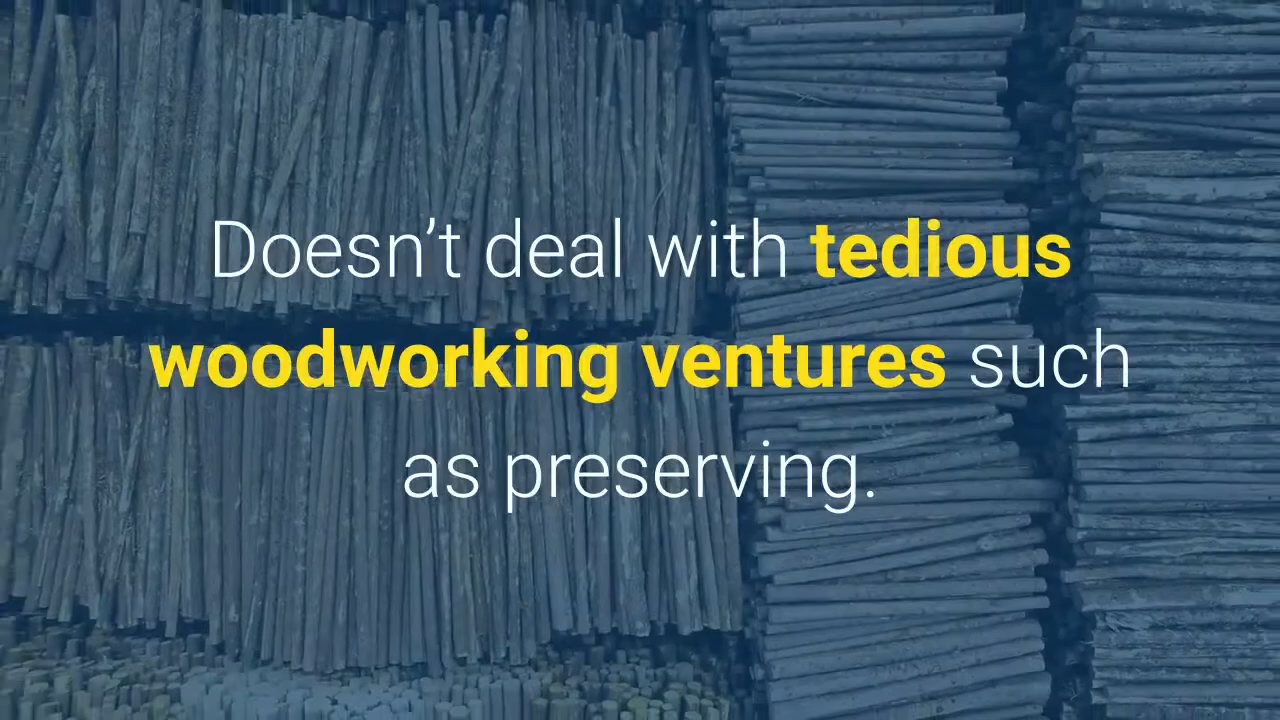 Doesn’t deal with tedious
woodworking ventures such
as preserving.